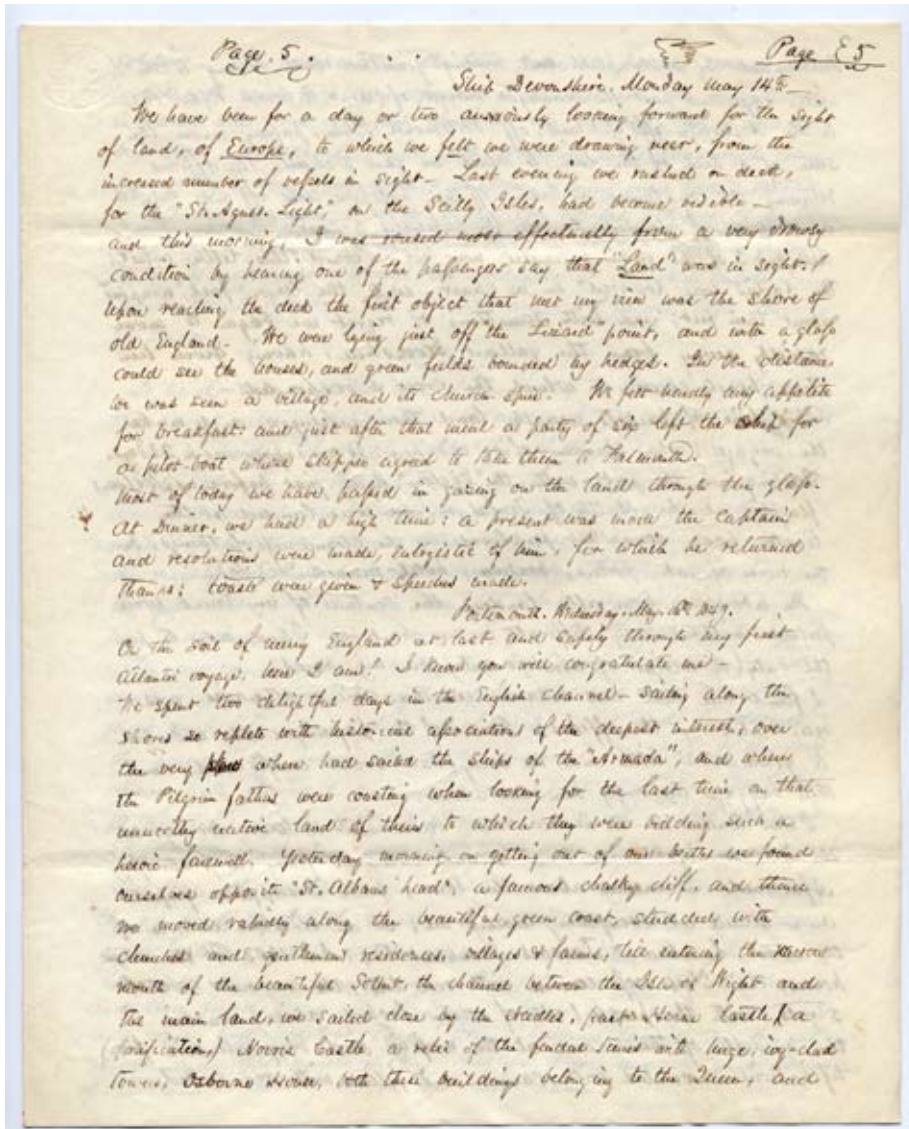 Page. 5. Page 5
Ship Devonshire. Monday May 14th
We have been for a day or two anxiously looking forward for the sight
of land, of Europe, to which we felt we were drawing near, from the
increased number of vessels in sight - Last evening we rushed on deck,
for the "St. Agnes. Light," on the Scilly Isles, had become visible -
and this morning, I was roused most effectually from a very drowsy
condition by hearing one of the passengers say that "Land" was in sight.
Upon reaching the deck the first object that met my view was the shore of
old England - We were lying just off "the Lizard" point, and with a glass
could see the houses, and green fields bounded by hedges. In the distance
was seen a village, and its church spire. We felt hardly any appetite
for breakfast: and just after that meal a party of six left the ship for
a pilot-boat whose skipper agreed to take them to Falmouth.
Most of today we have passed in gazing on the land through the glass.
At Dinner, we had a high time: a present was made the Captain
and resolutions were made, eulogistic of him, for which he returned
thanks: toasts were given & speeches made.
Portsmouth. Wednesday. May. 16th 1849.
On the soil of merry England at last and safely through my first
Atlantic voyage, here I am! I know you will congratulate me -
We spent two delightful days in the English channel - sailing along the
shores so replete with historical associations of the deepest interest, over
the very where had sailed the ships of the "Armada", and where
the Pilgrim fathers were coasting when looking for the last time on that
unworthy native land of theirs to which they were bidding such a
heroic farewell. Yesterday morning on getting out of our berths we found
ourselves opposite "St. Albans head", a famous chalky cliff, and thence
we moved rapidly along the beautiful green coast, studded with
churches and gentlemens residences, villages & farms, till entering the narrow
mouth of the beautiful Solent, the channel between the Isle of Wight and
the main land, we sailed close by the Needles, past Hurst Castle (a
fortification,) Norris Castle, a relic of the feudal times with huge, ivy-clad
towers, Osborne House, both these buildings belonging to the Queen, and